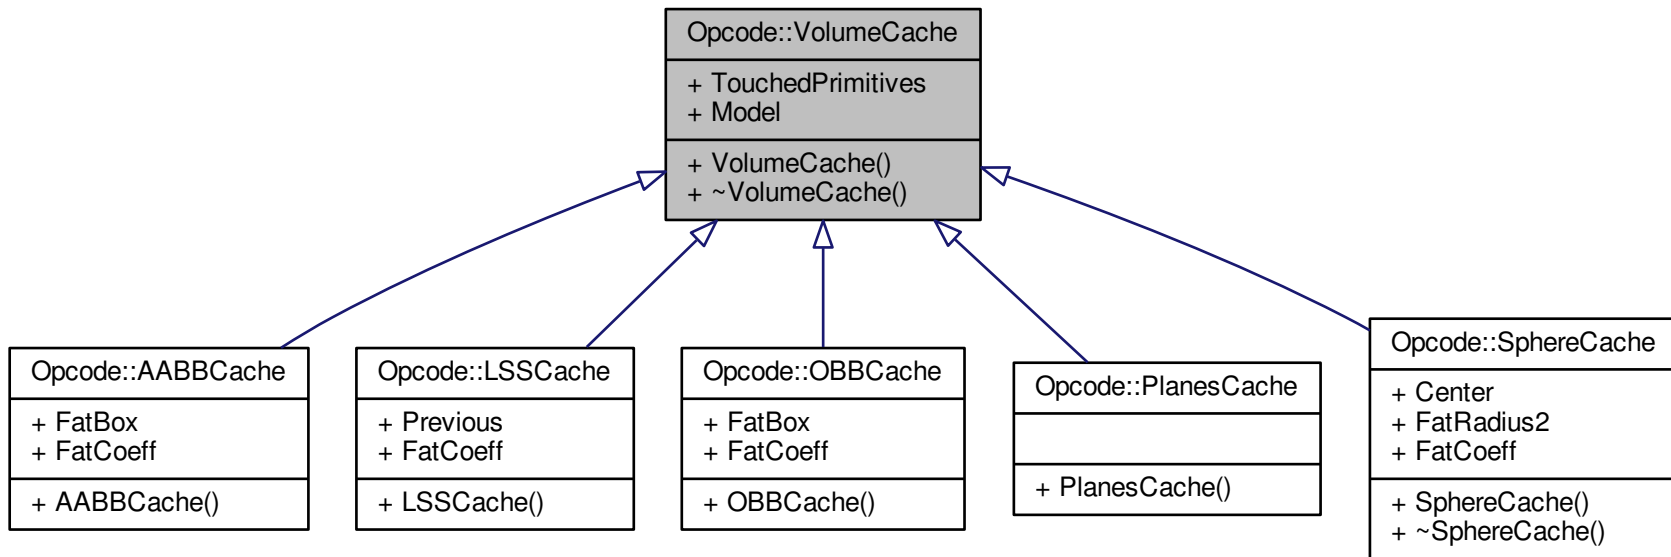 Opcode::VolumeCache
+ TouchedPrimitives
+ Model
+ VolumeCache()
+ ~VolumeCache()
Opcode::AABBCache
+ FatBox
+ FatCoeff
+ AABBCache()
Opcode::LSSCache
+ Previous
+ FatCoeff
+ LSSCache()
Opcode::OBBCache
+ FatBox
+ FatCoeff
+ OBBCache()
Opcode::PlanesCache
+ PlanesCache()
Opcode::SphereCache
+ Center
+ FatRadius2
+ FatCoeff
+ SphereCache()
+ ~SphereCache()